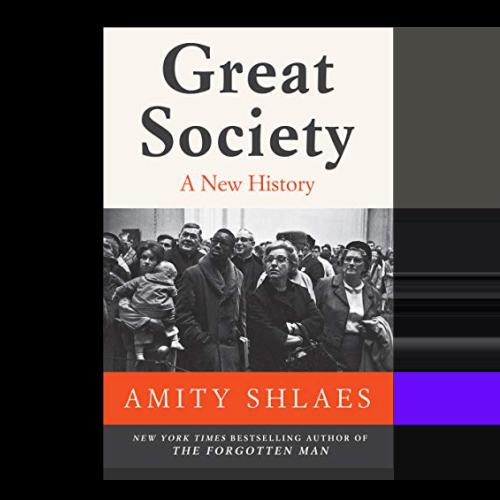 Great
Society
A New History
AMITY SHLAES
NEW YORK TIMES BESTSELLING AUTHOR OF
THE FORGOTTEN MAN